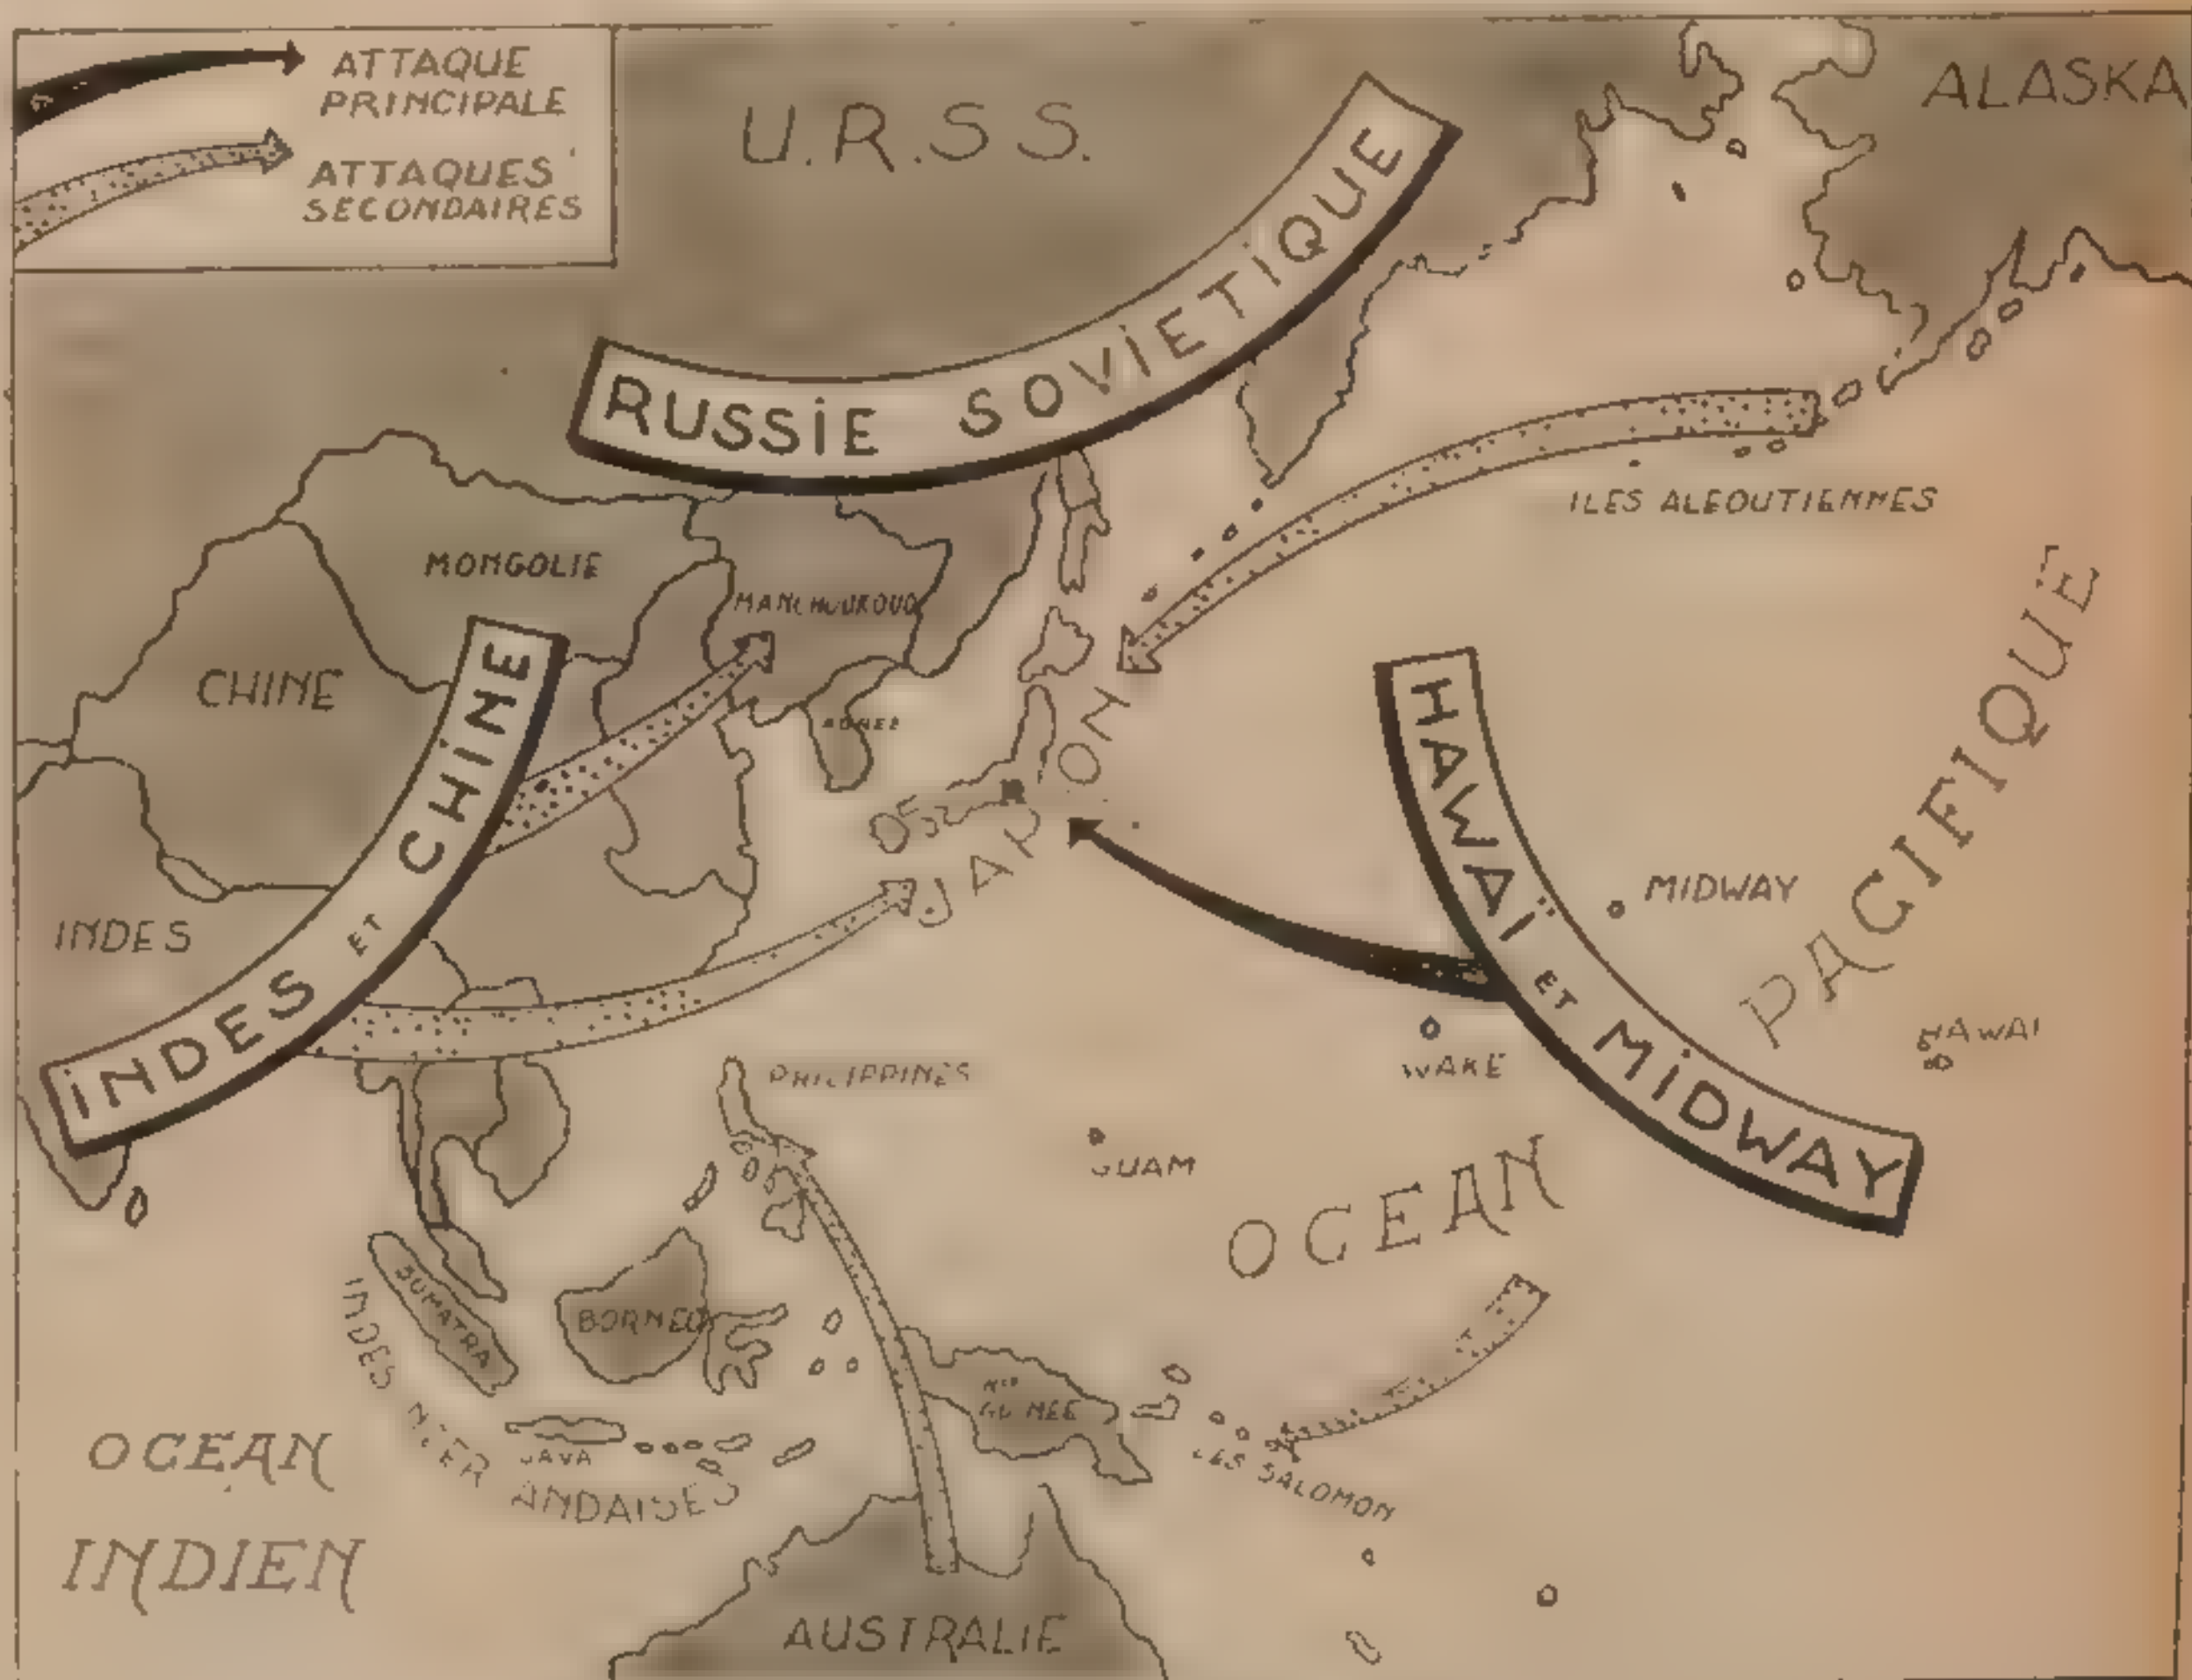 ATTAQUE
PRINCIPALE
ATTAQUES
SECONDAIRES
U.R.S.S.
ALASKA
RUSSIE SOVIETIQUE
ILES ALEOUTIENNES
MONGOLIE
MANCHOUKOUO
CHINE
JAPON
INDES
INDES ET CHINE
HAWAÏ ET MIDWAY
MIDWAY
OCEAN PACIFIQUE
HAWAI
WAKE
PHILIPPINES
GUAM
SUMATRA
BORNEO
JAVA
INDES NEERLANDAISES
ILES SALOMON
OCEAN
INDIEN
AUSTRALIE